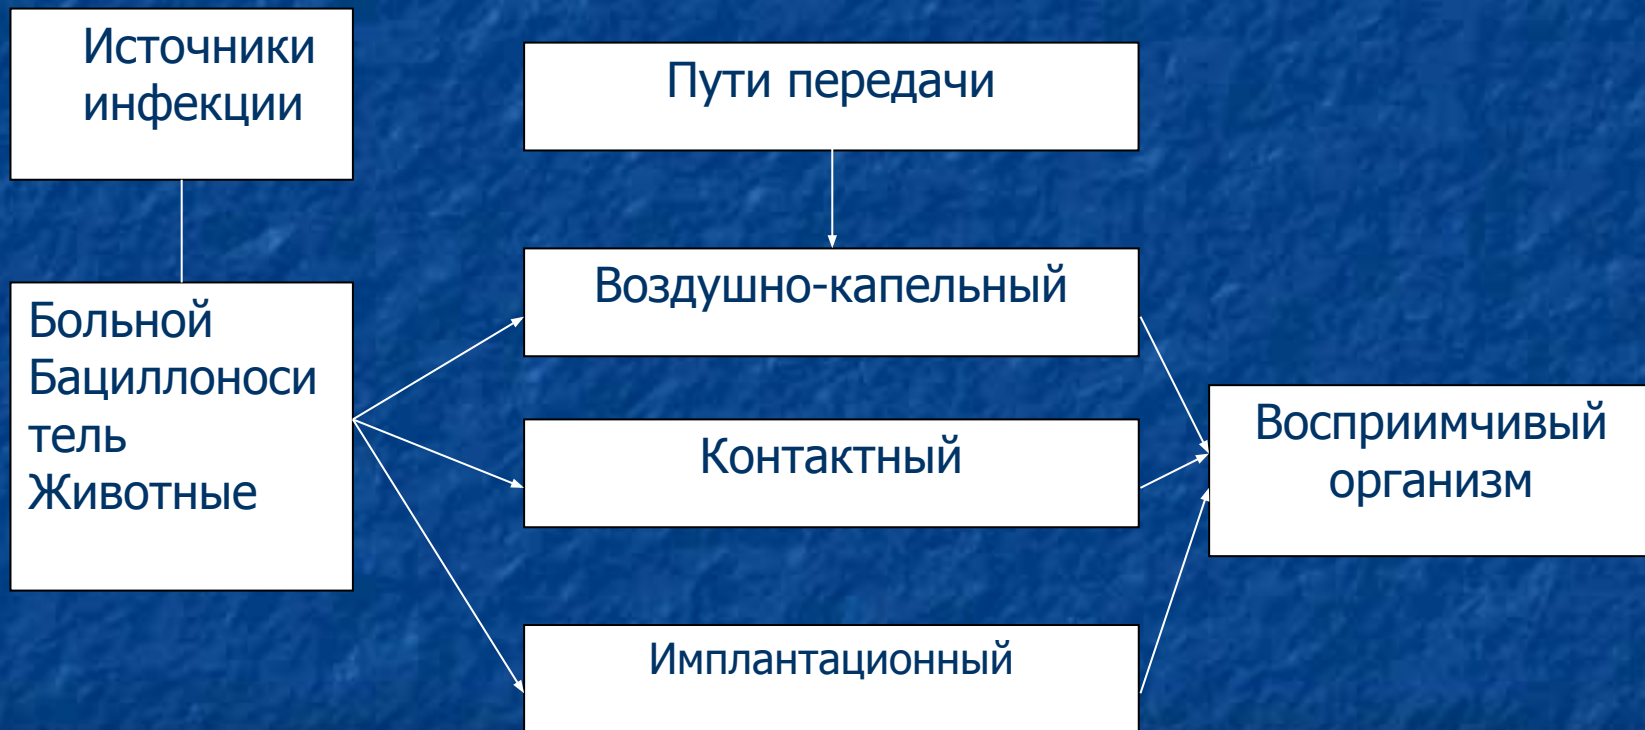 Источники
инфекции
Пути передачи
Больной
Бациллоноси
тель
Животные
Воздушно-капельный
Контактный
Имплантационный
Восприимчивый
организм